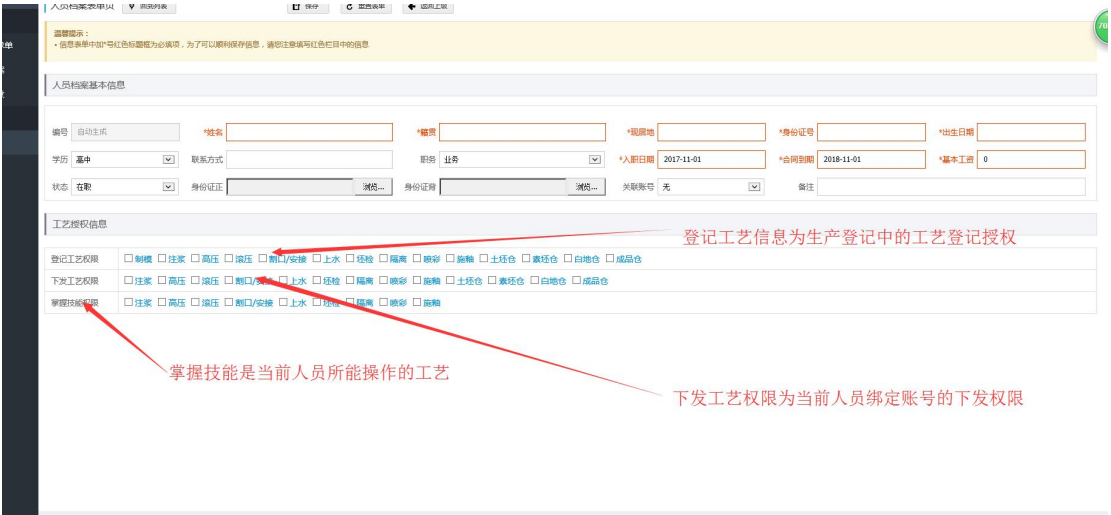 人员档案表单页 回到列表 保存 重置表单 返回上级
温馨提示：
• 信息表单中加*号红色标题框为必填项，为了可以顺利保存信息，请您注意填写红色栏目中的信息
人员档案基本信息
编号 自动生成 *姓名 *籍贯 *现居地 *身份证号 *出生日期
学历 高中 联系方式 职务 业务 *入职日期 2017-11-01 *合同到期 2018-11-01 *基本工资 0
状态 在职 身份证正 浏览... 身份证背 浏览... 关联账号 无 备注
工艺授权信息
登记工艺信息为生产登记中的工艺登记授权
登记工艺权限 制模 注浆 高压 滚压 割口/安接 上水 坯检 隔离 喷彩 施釉 土坯仓 素坯仓 白地仓 成品仓
下发工艺权限 注浆 高压 滚压 割口/安接 上水 坯检 隔离 喷彩 施釉 土坯仓 素坯仓 白地仓 成品仓
掌握技能权限 注浆 高压 滚压 割口/安接 上水 坯检 隔离 喷彩 施釉
掌握技能是当前人员所能操作的工艺
下发工艺权限为当前人员绑定账号的下发权限